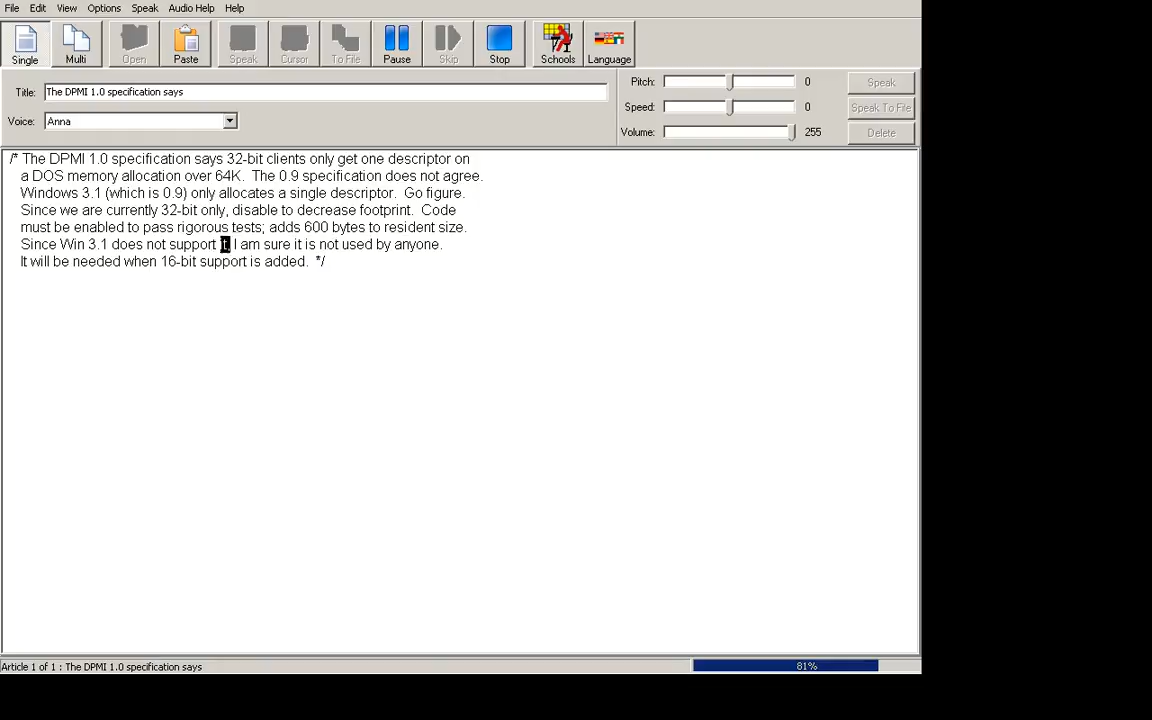 File Edit View Options Speak Audio Help Help
Single Multi Open Paste Speak Cursor To File Pause Skip Stop Schools Language
Title: The DPMI 1.0 specification says
Voice: Anna
Pitch: 0 Speak
Speed: 0 Speak To File
Volume: 255 Delete
/* The DPMI 1.0 specification says 32-bit clients only get one descriptor on
a DOS memory allocation over 64K. The 0.9 specification does not agree.
Windows 3.1 (which is 0.9) only allocates a single descriptor. Go figure.
Since we are currently 32-bit only, disable to decrease footprint. Code
must be enabled to pass rigorous tests; adds 600 bytes to resident size.
Since Win 3.1 does not support it, I am sure it is not used by anyone.
It will be needed when 16-bit support is added. */
Article 1 of 1 : The DPMI 1.0 specification says 81%